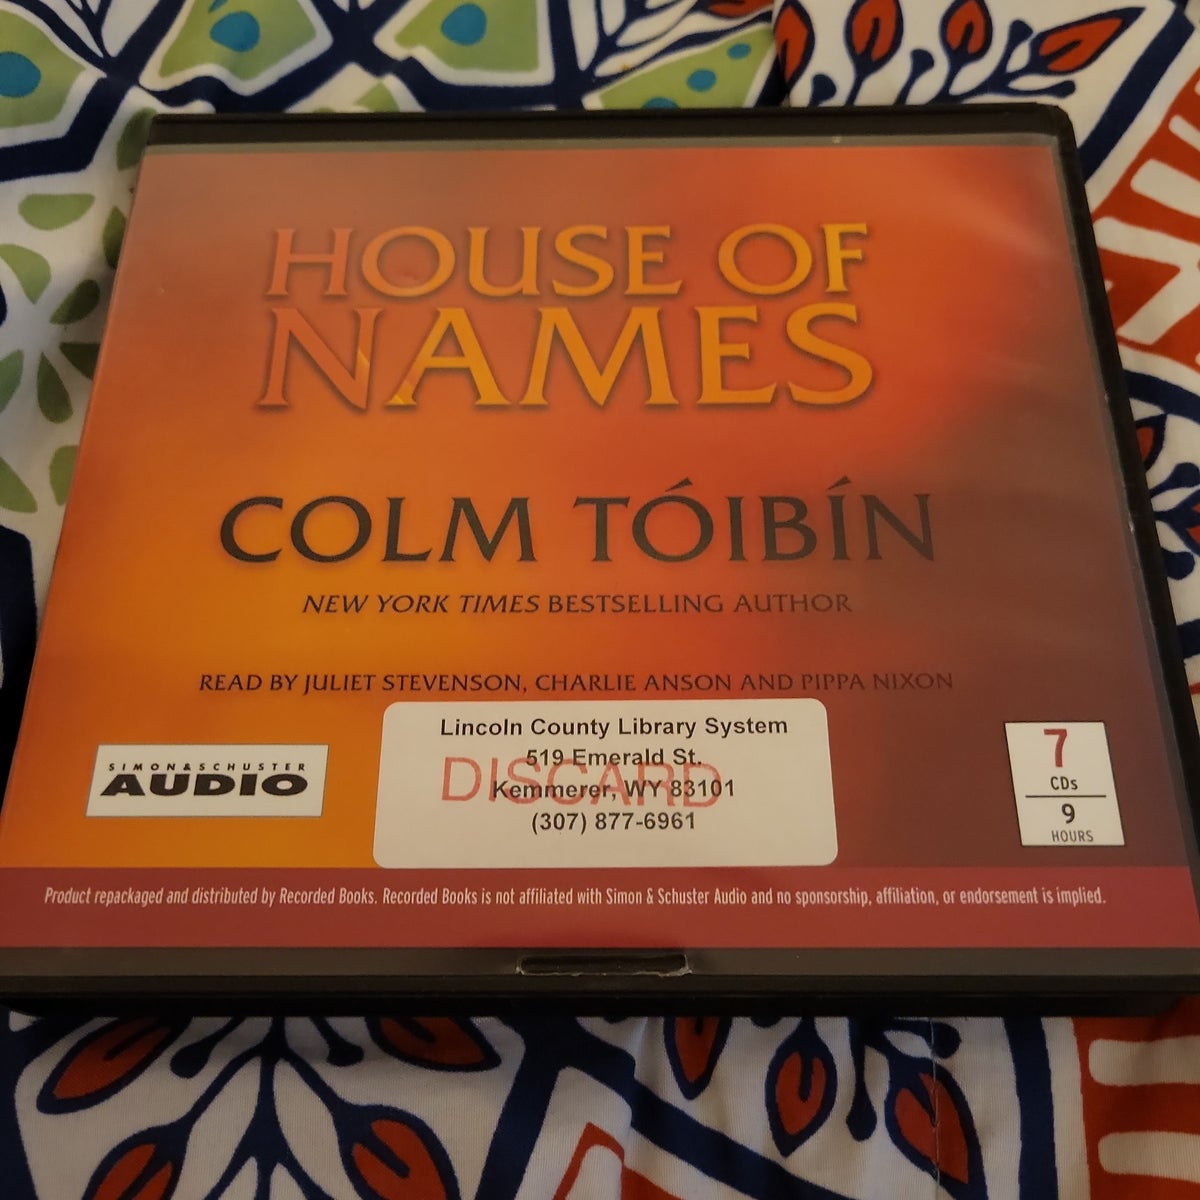 HOUSE OF
NAMES
COLM TÓIBÍN
NEW YORK TIMES BESTSELLING AUTHOR
READ BY JULIET STEVENSON, CHARLIE ANSON AND PIPPA NIXON
SIMON & SCHUSTER
AUDIO
Lincoln County Library System
519 Emerald St.
DISCARD
Kemmerer, WY 83101
(307) 877-6961
7
CDs
9
HOURS
Product repackaged and distributed by Recorded Books. Recorded Books is not affiliated with Simon & Schuster Audio and no sponsorship, affiliation, or endorsement is implied.